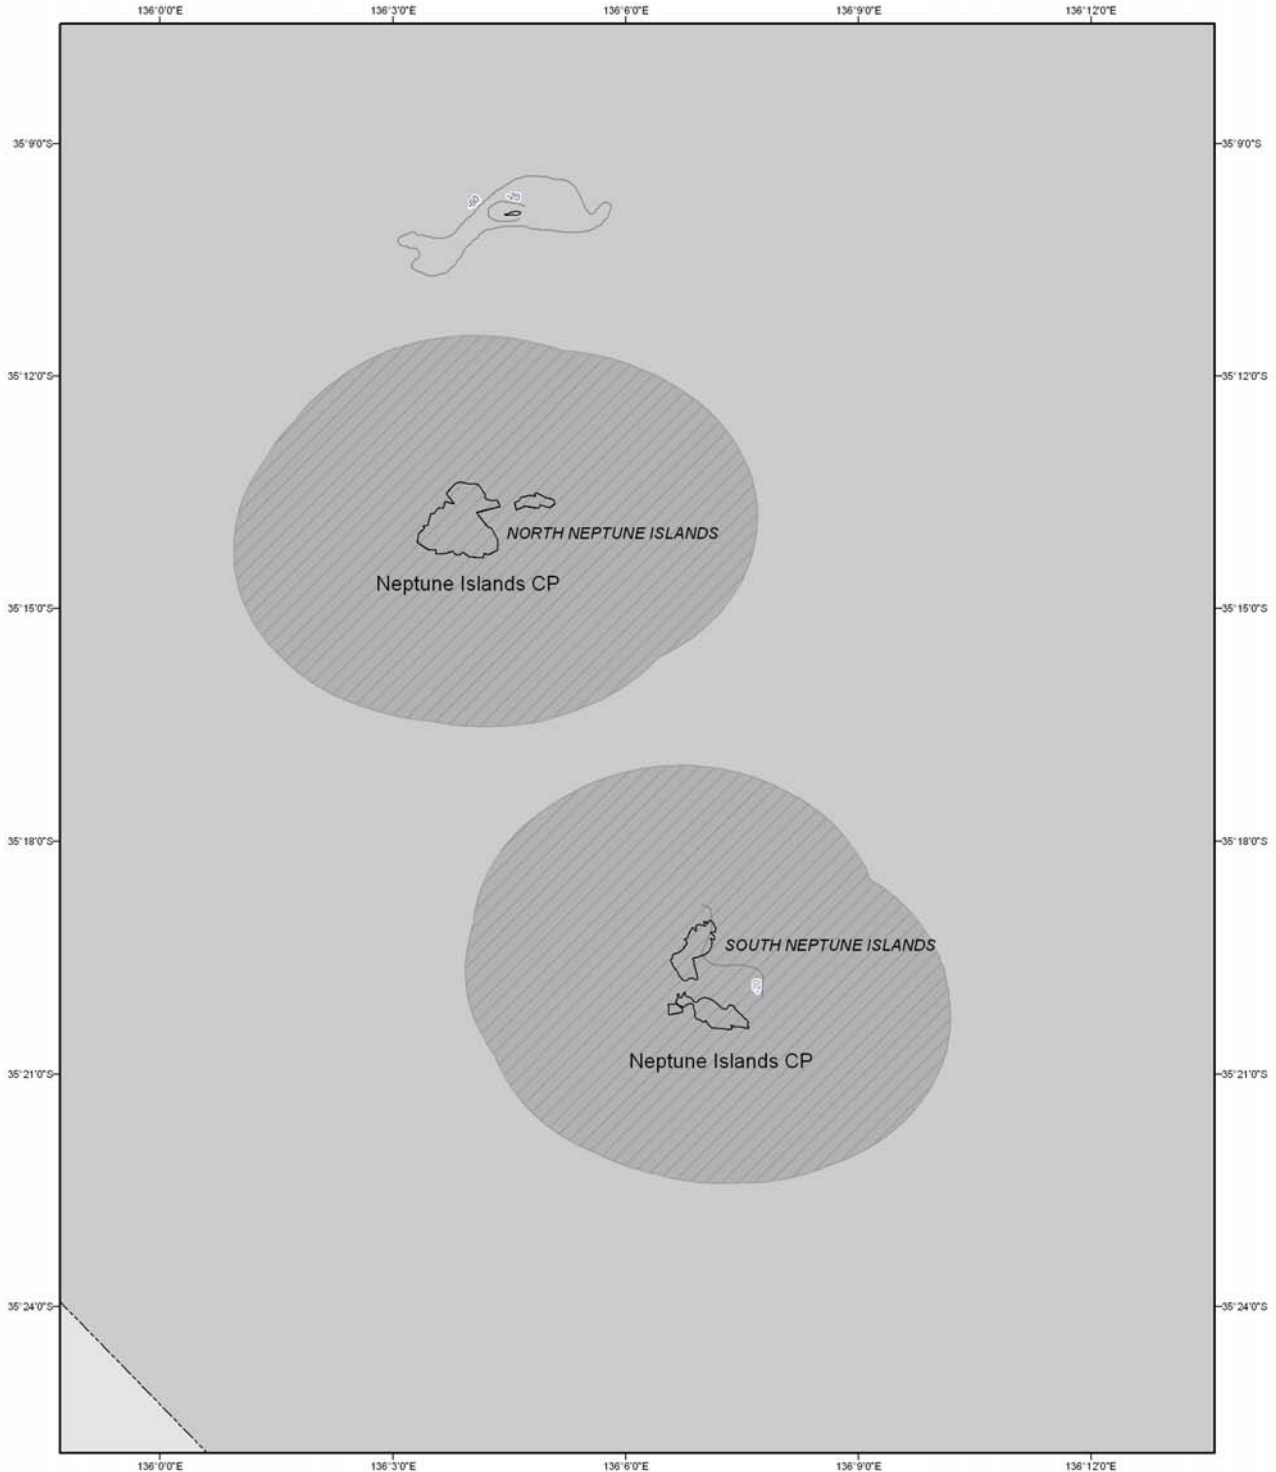 136°0'0"E 136°3'0"E 136°6'0"E 136°9'0"E 136°12'0"E
35°9'0"S 35°9'0"S
-20
35°12'0"S 35°12'0"S
NORTH NEPTUNE ISLANDS
Neptune Islands CP
35°15'0"S 35°15'0"S
35°18'0"S 35°18'0"S
SOUTH NEPTUNE ISLANDS
-20
Neptune Islands CP
35°21'0"S 35°21'0"S
35°24'0"S 35°24'0"S
136°0'0"E 136°3'0"E 136°6'0"E 136°9'0"E 136°12'0"E